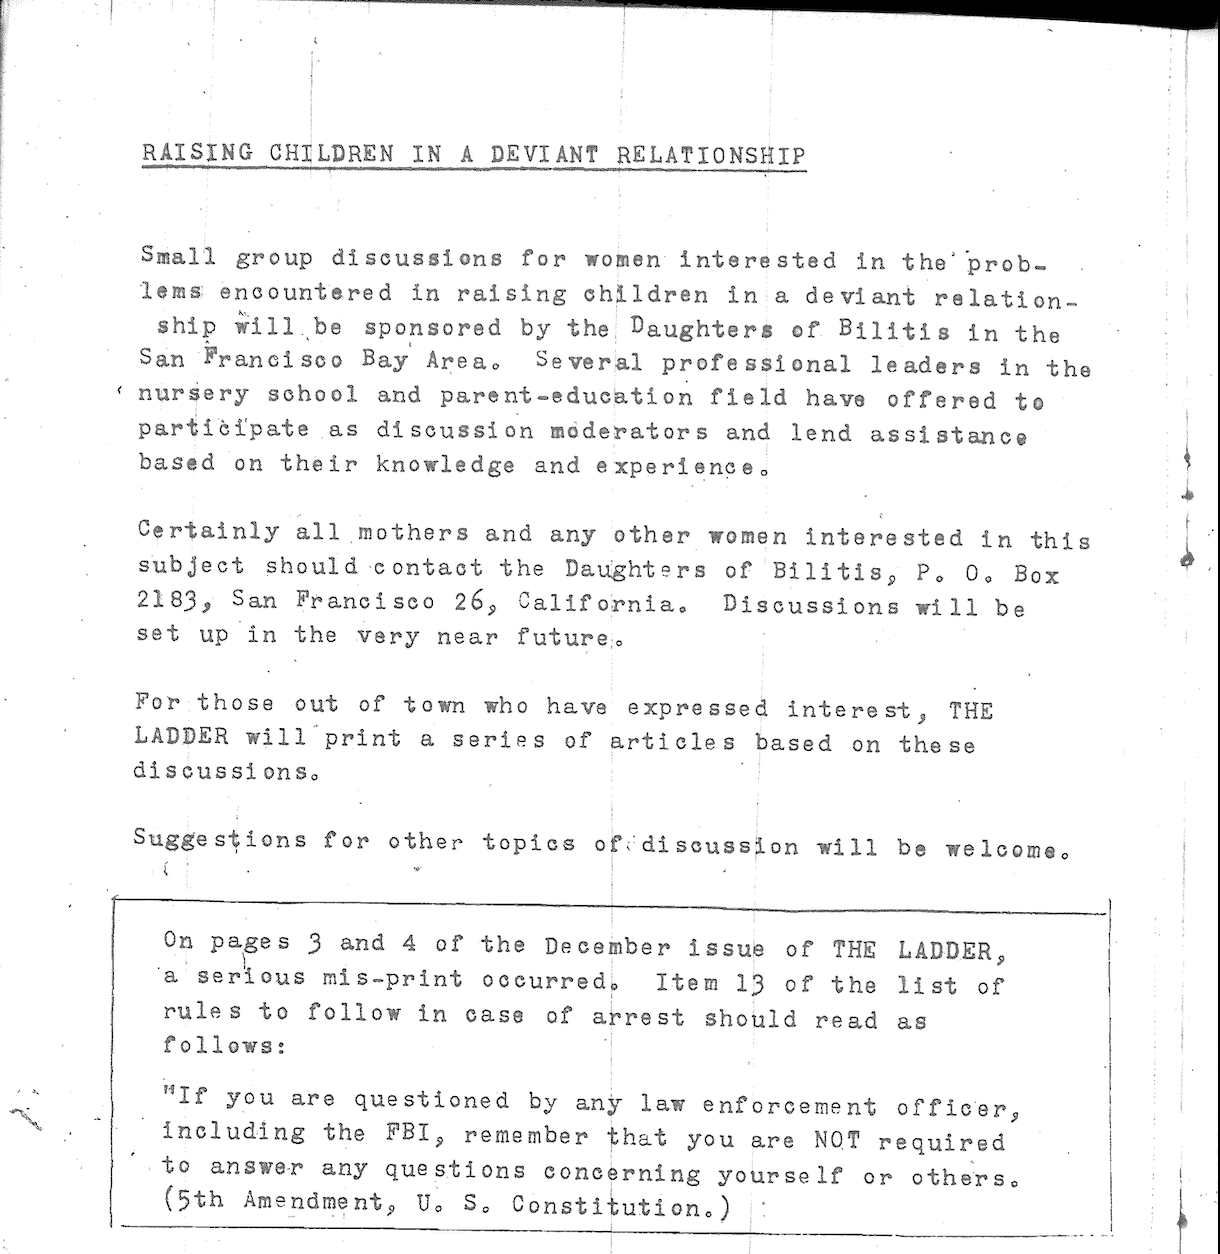 RAISING CHILDREN IN A DEVIANT RELATIONSHIP
Small group discussions for women interested in the prob-
lems encountered in raising children in a deviant relation-
ship will be sponsored by the Daughters of Bilitis in the
San Francisco Bay Area. Several professional leaders in the
nursery school and parent-education field have offered to
participate as discussion moderators and lend assistance
based on their knowledge and experience.
Certainly all mothers and any other women interested in this
subject should contact the Daughters of Bilitis, P. O. Box
2183, San Francisco 26, California. Discussions will be
set up in the very near future.
For those out of town who have expressed interest, THE
LADDER will print a series of articles based on these
discussions.
Suggestions for other topics of discussion will be welcome.
On pages 3 and 4 of the December issue of THE LADDER,
a serious mis-print occurred. Item 13 of the list of
rules to follow in case of arrest should read as
follows:
"If you are questioned by any law enforcement officer,
including the FBI, remember that you are NOT required
to answer any questions concerning yourself or others.
(5th Amendment, U. S. Constitution.)